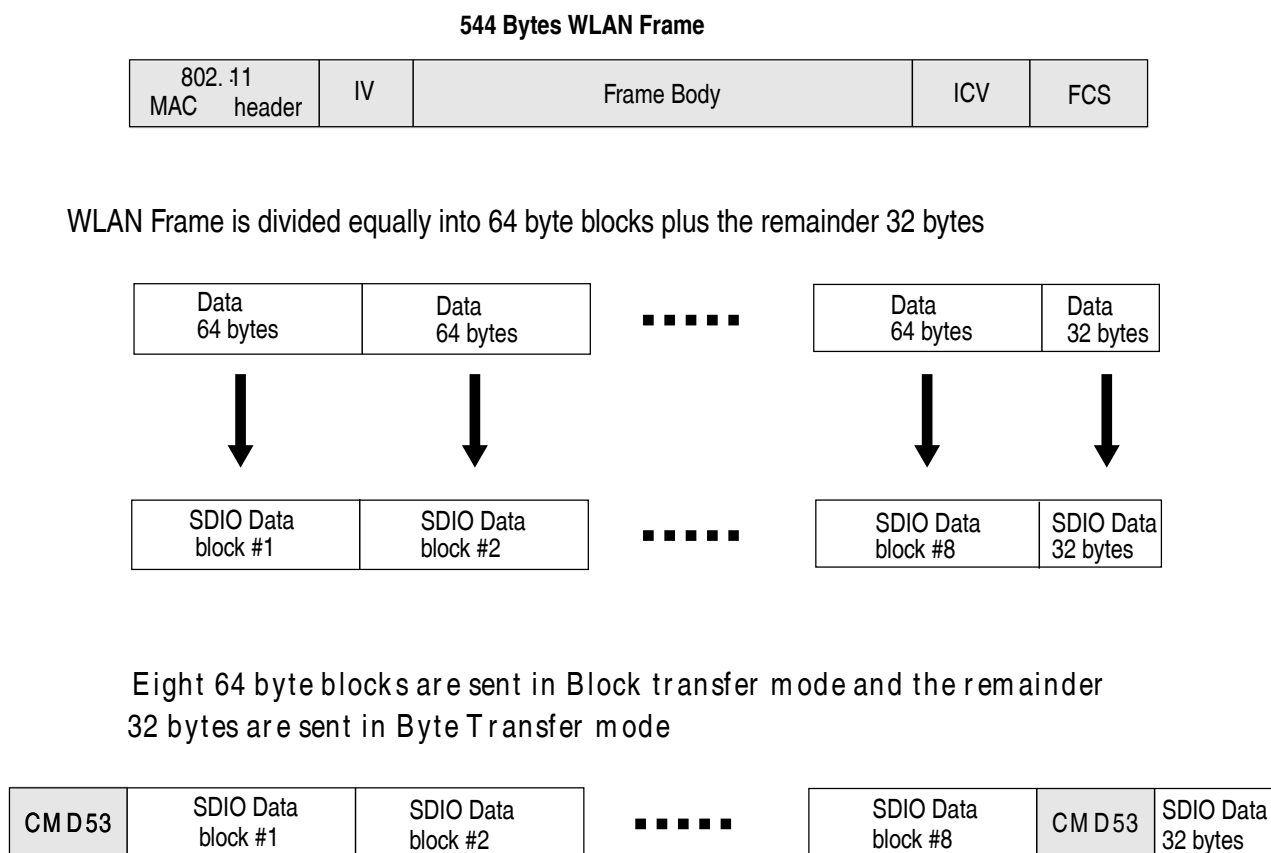 544 Bytes WLAN Frame
802.11
MAC header
IV
Frame Body
ICV
FCS
WLAN Frame is divided equally into 64 byte blocks plus the remainder 32 bytes
Data
64 bytes
Data
64 bytes
Data
64 bytes
Data
32 bytes
SDIO Data
block #1
SDIO Data
block #2
SDIO Data
block #8
SDIO Data
32 bytes
Eight 64 byte blocks are sent in Block transfer mode and the remainder
32 bytes are sent in Byte Transfer mode
CMD53
SDIO Data
block #1
SDIO Data
block #2
SDIO Data
block #8
CMD53
SDIO Data
32 bytes